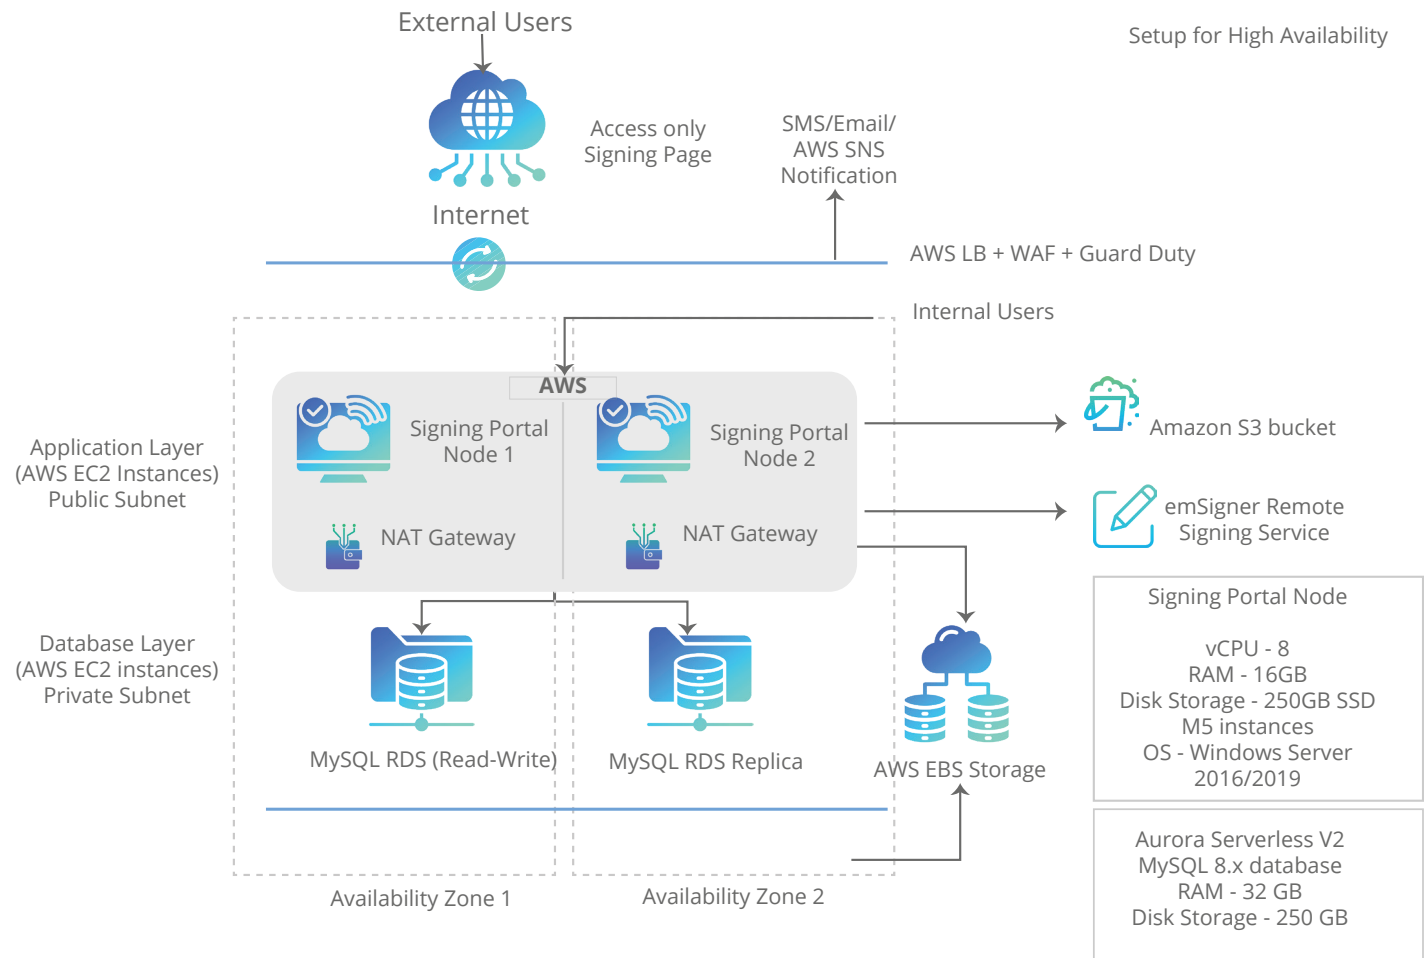 External Users
Setup for High Availability
Access only
Signing Page
SMS/Email/
AWS SNS
Notification
Internet
AWS LB + WAF + Guard Duty
Internal Users
AWS
Signing Portal
Node 1
Signing Portal
Node 2
Amazon S3 bucket
Application Layer
(AWS EC2 Instances)
Public Subnet
NAT Gateway
NAT Gateway
emSigner Remote
Signing Service
Database Layer
(AWS EC2 instances)
Private Subnet
MySQL RDS (Read-Write)
MySQL RDS Replica
AWS EBS Storage
Signing Portal Node
vCPU - 8
RAM - 16GB
Disk Storage - 250GB SSD
M5 instances
OS - Windows Server
2016/2019
Aurora Serverless V2
MySQL 8.x database
RAM - 32 GB
Disk Storage - 250 GB
Availability Zone 1
Availability Zone 2